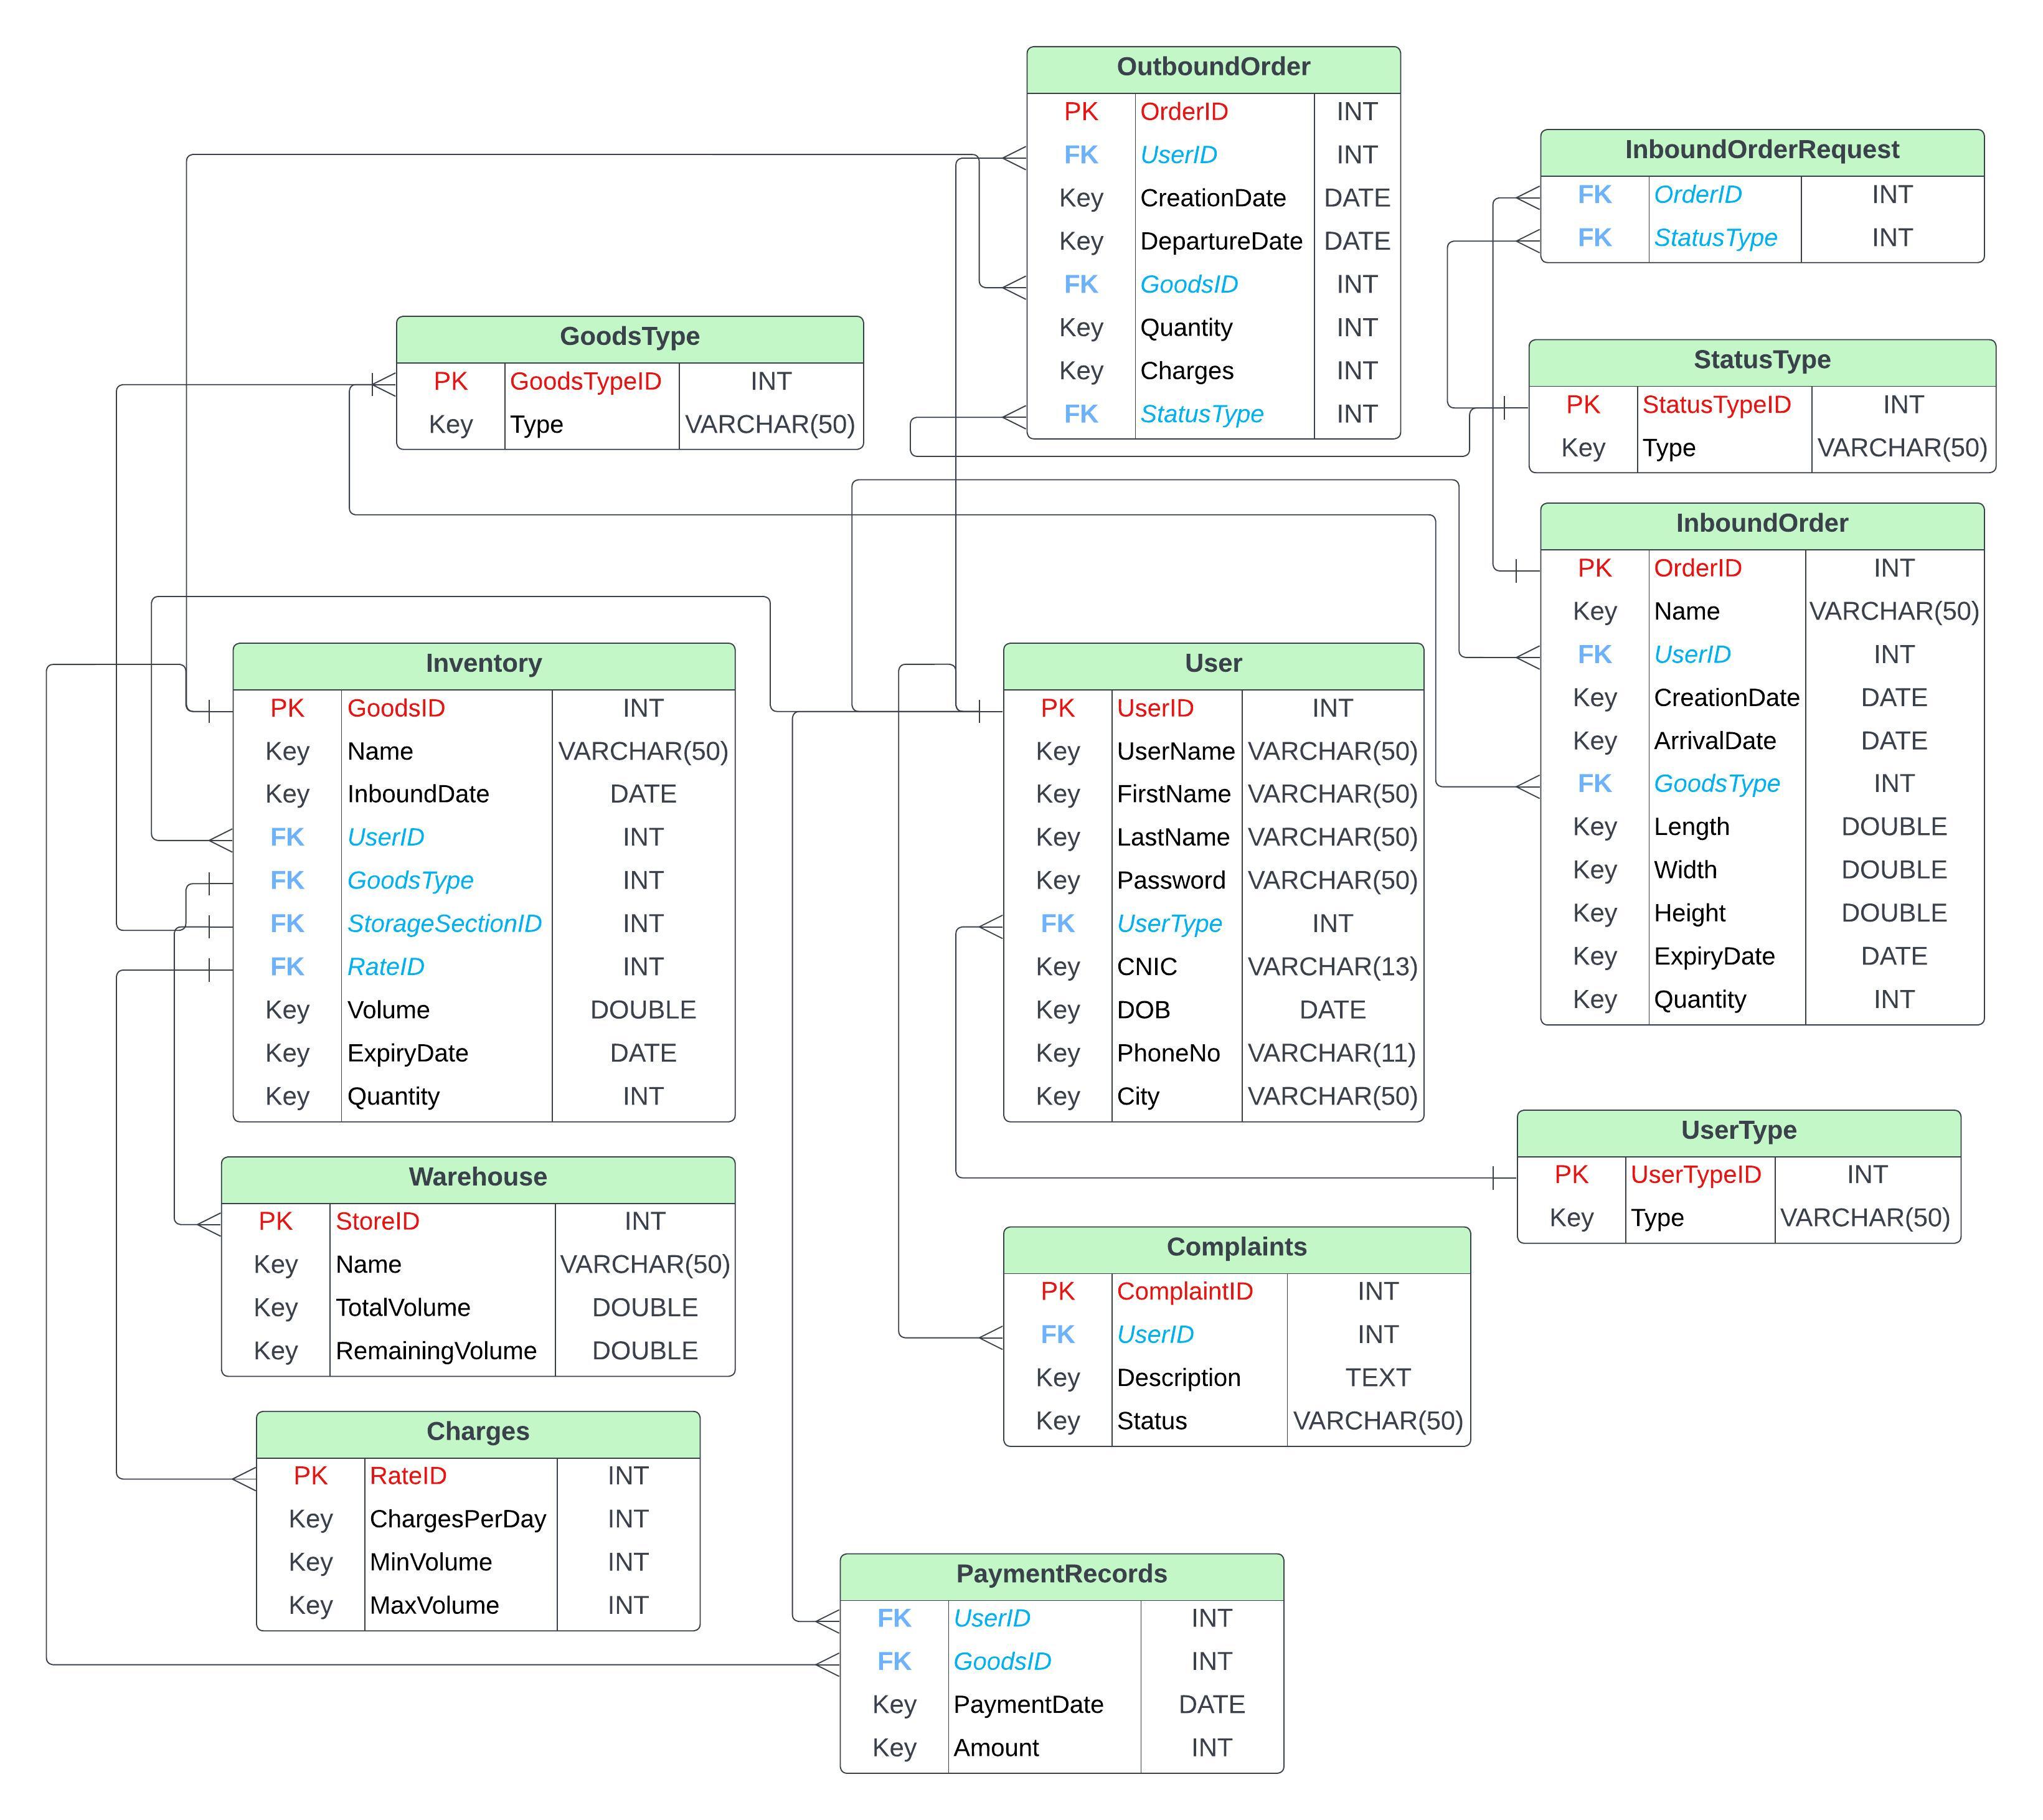 OutboundOrder
PK OrderID INT
FK UserID INT
Key CreationDate DATE
Key DepartureDate DATE
FK GoodsID INT
Key Quantity INT
Key Charges INT
FK StatusType INT
InboundOrderRequest
FK OrderID INT
FK StatusType INT
GoodsType
PK GoodsTypeID INT
Key Type VARCHAR(50)
StatusType
PK StatusTypeID INT
Key Type VARCHAR(50)
InboundOrder
PK OrderID INT
Key Name VARCHAR(50)
FK UserID INT
Key CreationDate DATE
Key ArrivalDate DATE
FK GoodsType INT
Key Length DOUBLE
Key Width DOUBLE
Key Height DOUBLE
Key ExpiryDate DATE
Key Quantity INT
Inventory
PK GoodsID INT
Key Name VARCHAR(50)
Key InboundDate DATE
FK UserID INT
FK GoodsType INT
FK StorageSectionID INT
FK RateID INT
Key Volume DOUBLE
Key ExpiryDate DATE
Key Quantity INT
User
PK UserID INT
Key UserName VARCHAR(50)
Key FirstName VARCHAR(50)
Key LastName VARCHAR(50)
Key Password VARCHAR(50)
FK UserType INT
Key CNIC VARCHAR(13)
Key DOB DATE
Key PhoneNo VARCHAR(11)
Key City VARCHAR(50)
UserType
PK UserTypeID INT
Key Type VARCHAR(50)
Warehouse
PK StoreID INT
Key Name VARCHAR(50)
Key TotalVolume DOUBLE
Key RemainingVolume DOUBLE
Complaints
PK ComplaintID INT
FK UserID INT
Key Description TEXT
Key Status VARCHAR(50)
Charges
PK RateID INT
Key ChargesPerDay INT
Key MinVolume INT
Key MaxVolume INT
PaymentRecords
FK UserID INT
FK GoodsID INT
Key PaymentDate DATE
Key Amount INT